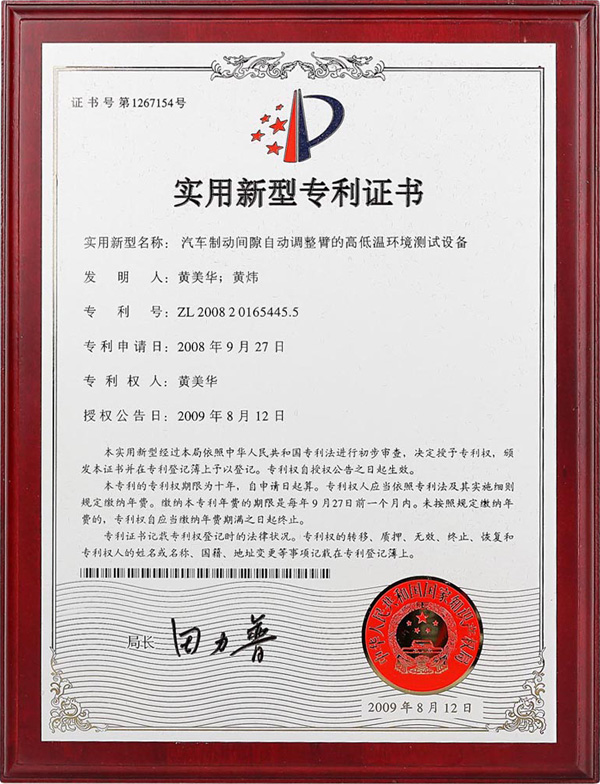 证书号第1267154号
实用新型专利证书
实用新型名称：汽车制动间隙自动调整臂的高低温环境测试设备
发明人：黄美华；黄炜
专利号：ZL 2008 2 0165445.5
专利申请日：2008年9月27日
专利权人：黄美华
授权公告日：2009年8月12日
本实用新型经过本局依照中华人民共和国专利法进行初步审查，决定授予专利权，颁
发本证书并在专利登记簿上予以登记。专利权自授权公告之日起生效。
本专利的专利权期限为十年，自申请日起算。专利权人应当依照专利法及其实施细则
规定缴纳年费。缴纳本专利年费的期限是每年9月27日前一个月内。未按照规定缴纳年
费的，专利权自应当缴纳年费期满之日起终止。
专利证书记载专利权登记时的法律状况。专利权的转移、质押、无效、终止、恢复和
专利权人的姓名或名称、国籍、地址变更等事项记载在专利登记簿上。
局长 田力普
中华人民共和国国家知识产权局
2009年8月12日